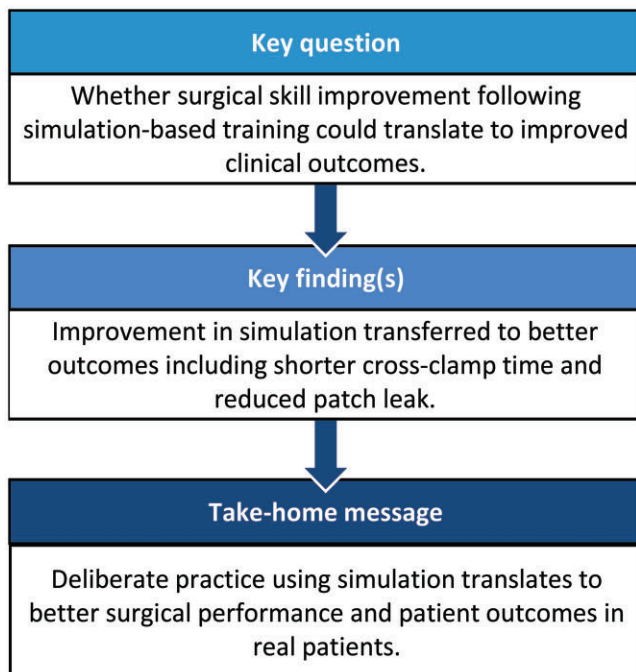 Key question
Whether surgical skill improvement following
simulation-based training could translate to improved
clinical outcomes.
Key finding(s)
Improvement in simulation transferred to better
outcomes including shorter cross-clamp time and
reduced patch leak.
Take-home message
Deliberate practice using simulation translates to
better surgical performance and patient outcomes in
real patients.